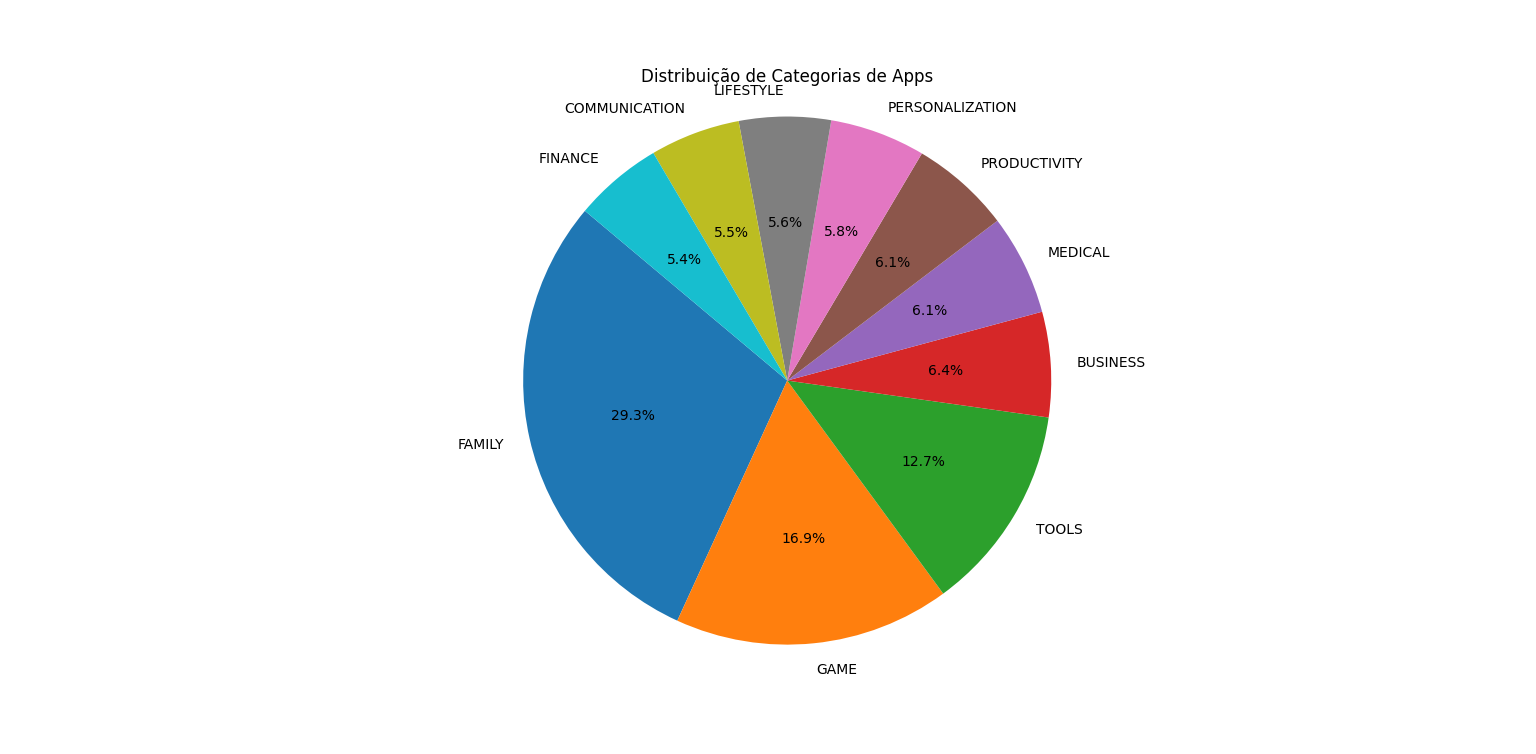 Distribuição de Categorias de Apps
LIFESTYLE
COMMUNICATION
PERSONALIZATION
FINANCE
PRODUCTIVITY
MEDICAL
BUSINESS
FAMILY
TOOLS
GAME
5.6%
5.5%
5.8%
5.4%
6.1%
6.1%
6.4%
29.3%
12.7%
16.9%